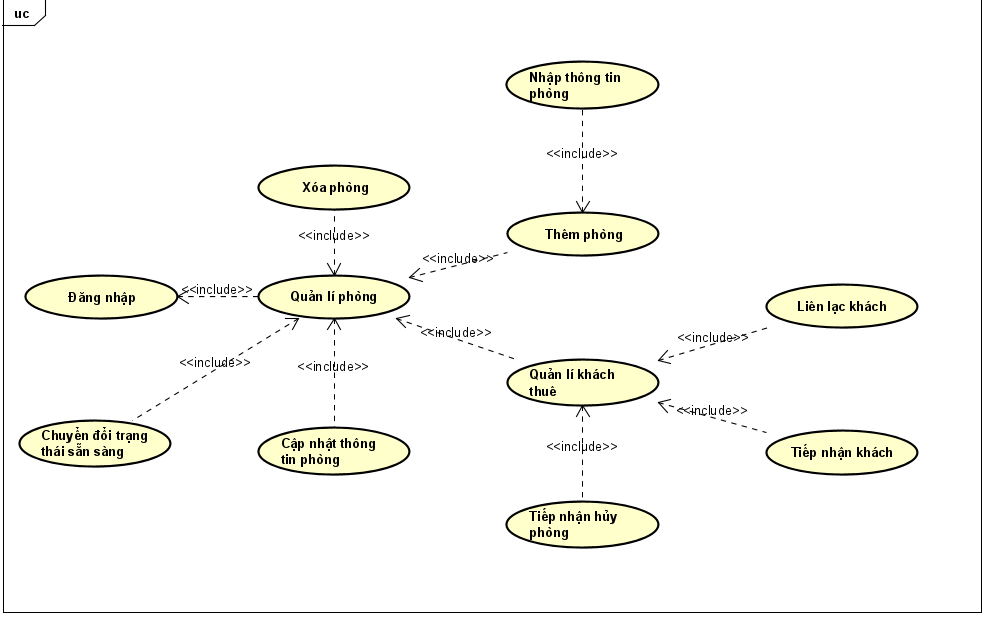 uc
Nhập thông tin
phòng
<<include>>
Xóa phòng
Thêm phòng
<<include>>
<<include>>
Đăng nhập
<<include>>
Quản lí phòng
Liên lạc khách
<<include>>
<<include>>
<<include>>
<<include>>
Quản lí khách
thuê
<<include>>
Chuyển đổi trạng
thái sẵn sàng
Cập nhật thông
tin phòng
<<include>>
Tiếp nhận khách
Tiếp nhận hủy
phòng